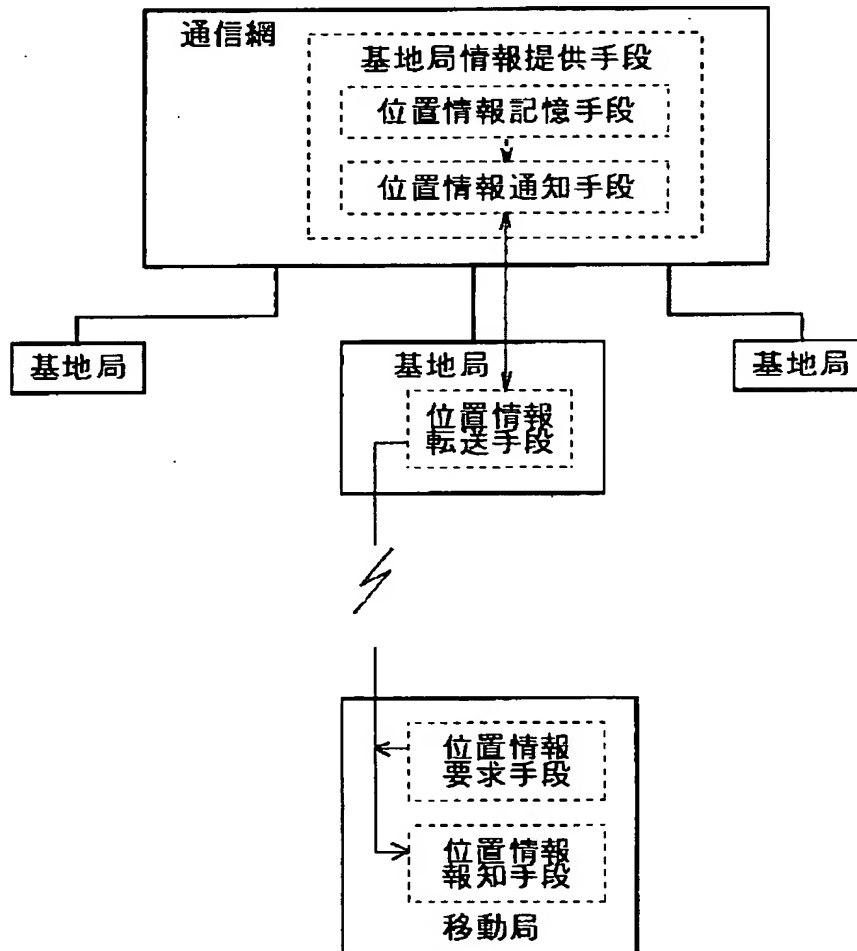 通信網
基地局情報提供手段
位置情報記憶手段
位置情報通知手段
基地局
基地局
基地局
位置情報
転送手段
位置情報
要求手段
位置情報
報知手段
移動局